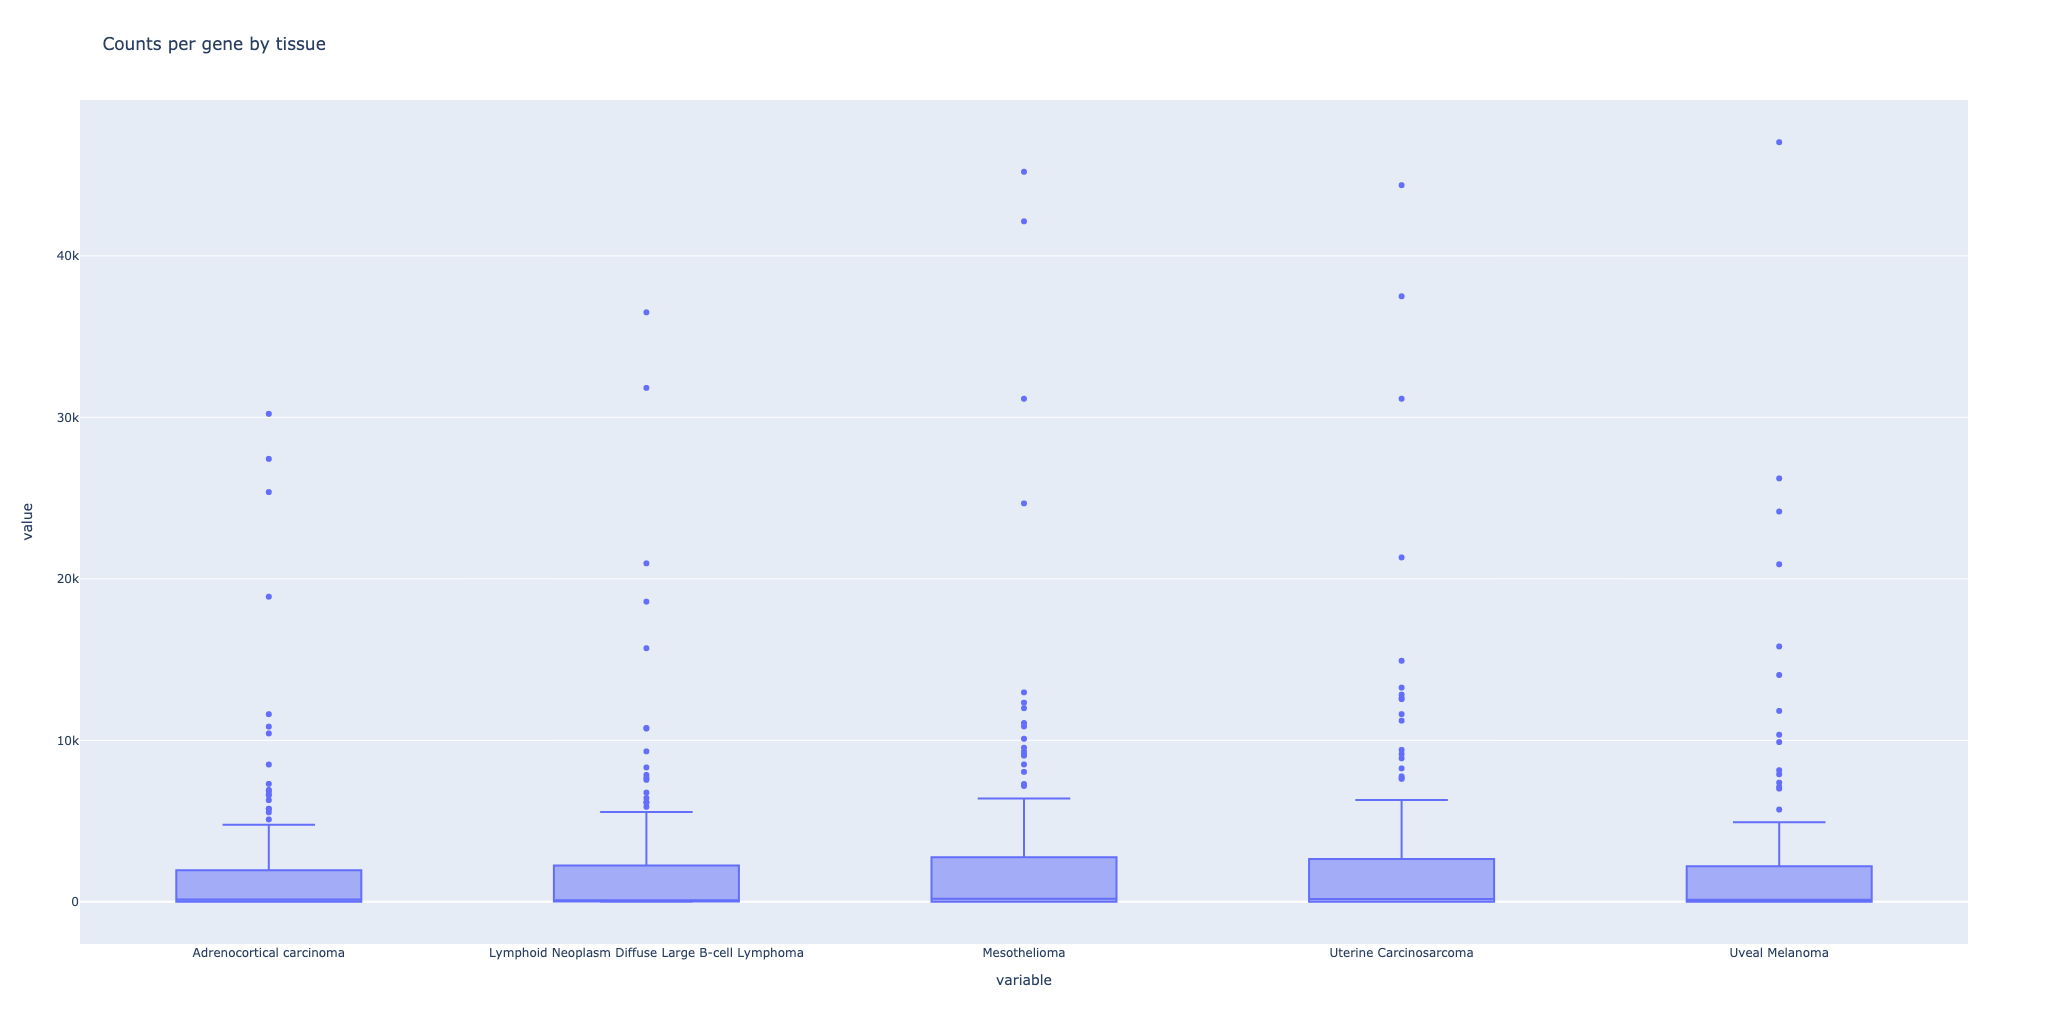 Counts per gene by tissue
40k
30k
20k
10k
0
value
Adrenocortical carcinoma
Lymphoid Neoplasm Diffuse Large B-cell Lymphoma
Mesothelioma
Uterine Carcinosarcoma
Uveal Melanoma
variable